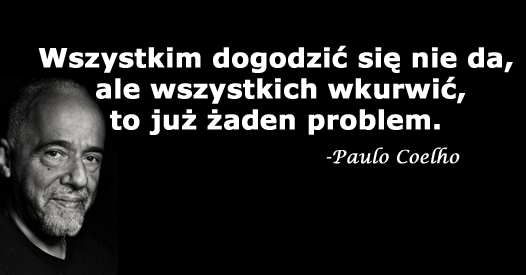 Wszystkim dogodzić się nie da,
ale wszystkich wkurwić,
to już żaden problem.
-Paulo Coelho